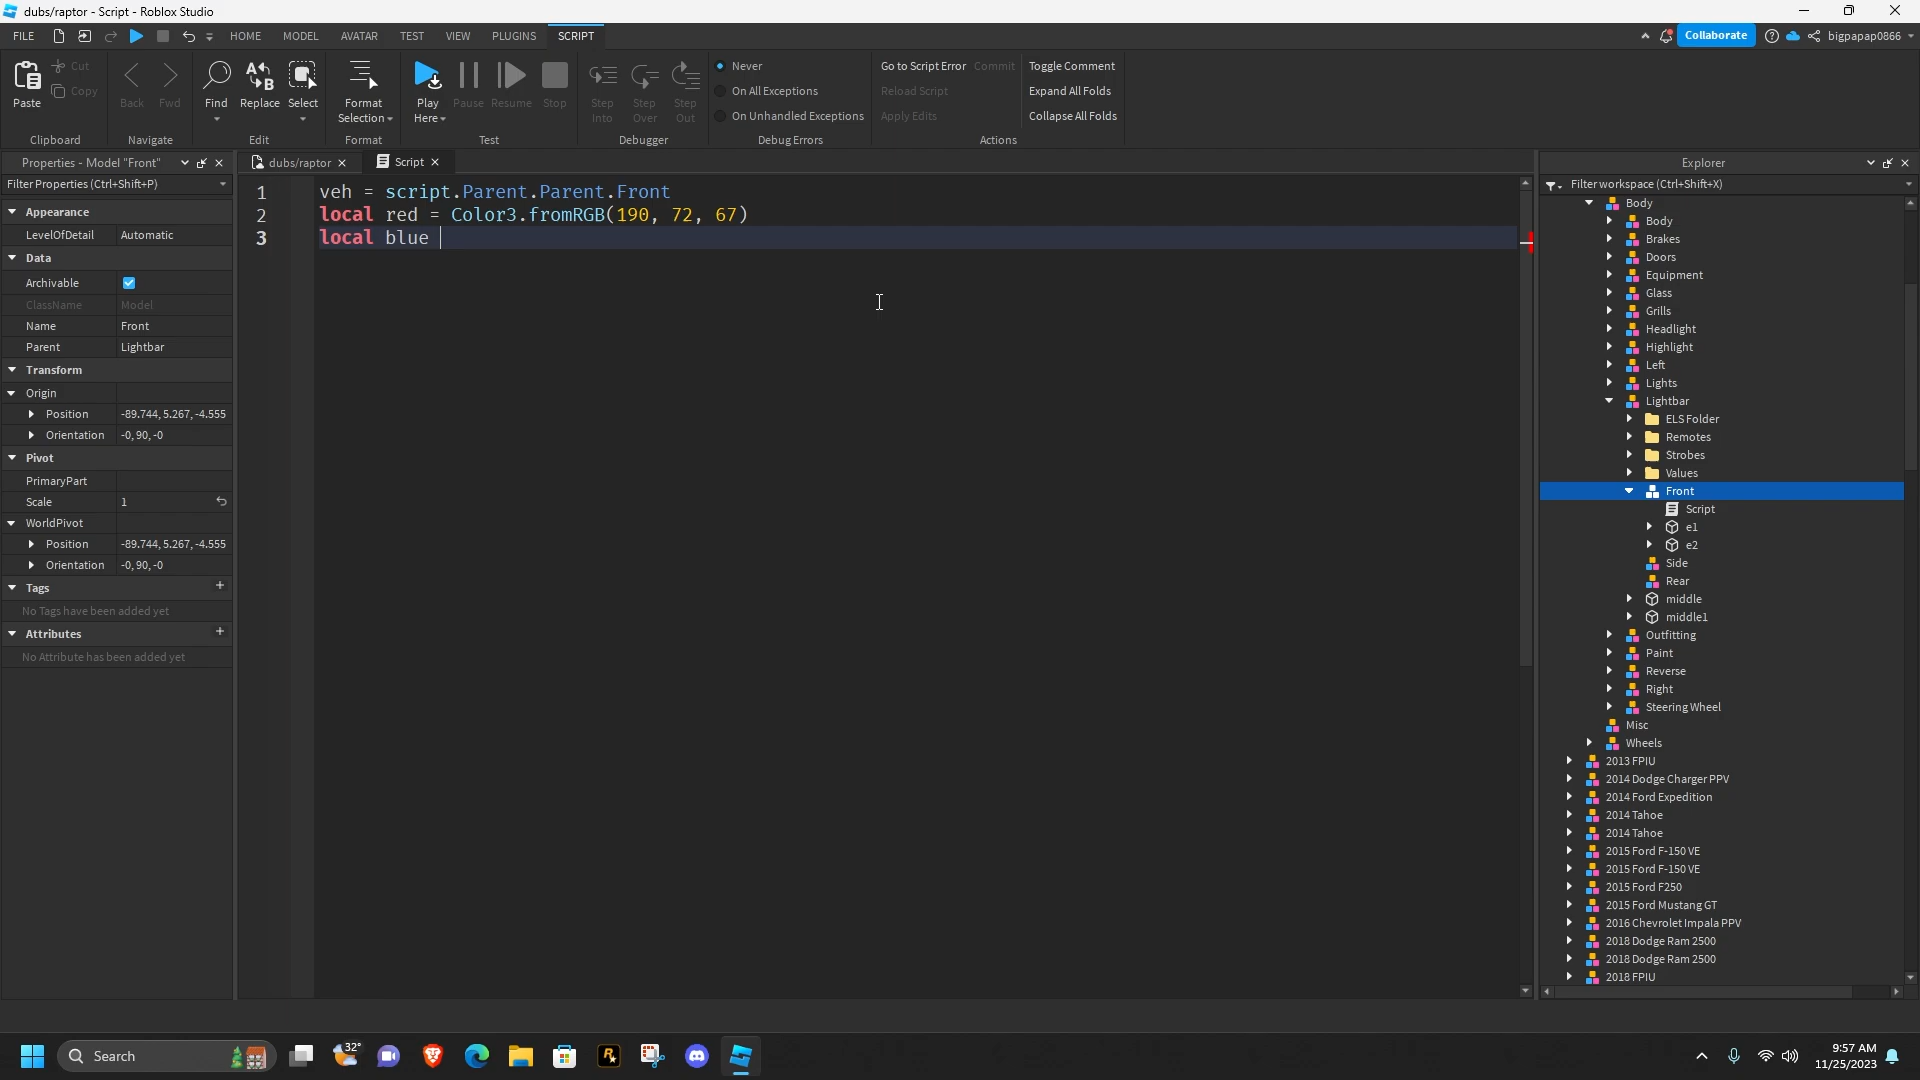 dubs/raptor - Script - Roblox Studio
FILE HOME MODEL AVATAR TEST VIEW PLUGINS SCRIPT Collaborate bigpapap0866
Paste Cut Copy Back Fwd Find Replace Select Format Selection Play Here Pause Resume Stop Step Into Step Over Step Out
Never
On All Exceptions
On Unhandled Exceptions
Go to Script Error Commit
Reload Script
Apply Edits
Toggle Comment
Expand All Folds
Collapse All Folds
Clipboard Navigate Edit Format Test Debugger Debug Errors Actions
Properties - Model "Front"
Filter Properties (Ctrl+Shift+P)
Appearance
LevelOfDetail Automatic
Data
Archivable
ClassName Model
Name Front
Parent Lightbar
Transform
Origin
Position -89.744, 5.267, -4.555
Orientation -0, 90, -0
Pivot
PrimaryPart
Scale 1
WorldPivot
Position -89.744, 5.267, -4.555
Orientation -0, 90, -0
Tags +
No Tags have been added yet
Attributes +
No Attribute has been added yet
dubs/raptor Script
1 veh = script.Parent.Parent.Front
2 local red = Color3.fromRGB(190, 72, 67)
3 local blue
Explorer
Filter workspace (Ctrl+Shift+X)
Body
Body
Brakes
Doors
Equipment
Glass
Grills
Headlight
Highlight
Left
Lights
Lightbar
ELS Folder
Remotes
Strobes
Values
Front
Script
e1
e2
Side
Rear
middle
middle1
Outfitting
Paint
Reverse
Right
Steering Wheel
Misc
Wheels
2013 FPIU
2014 Dodge Charger PPV
2014 Ford Expedition
2014 Tahoe
2014 Tahoe
2015 Ford F-150 VE
2015 Ford F-150 VE
2015 Ford F250
2015 Ford Mustang GT
2016 Chevrolet Impala PPV
2018 Dodge Ram 2500
2018 Dodge Ram 2500
2018 FPIU
Search
32°
9:57 AM
11/25/2023